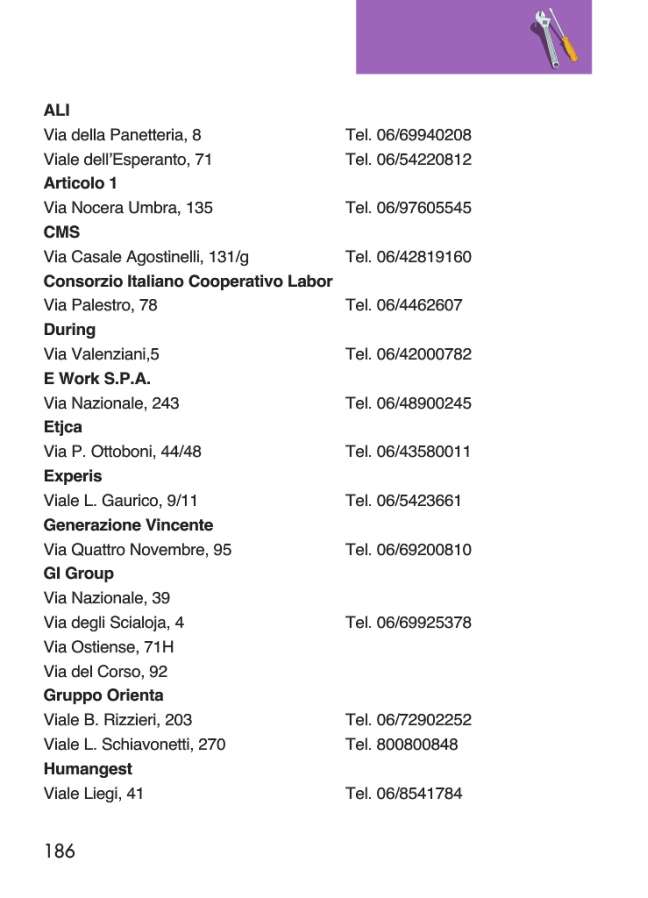 ALI
Via della Panetteria, 8 Tel. 06/69940208
Viale dell'Esperanto, 71 Tel. 06/54220812
Articolo 1
Via Nocera Umbra, 135 Tel. 06/97605545
CMS
Via Casale Agostinelli, 131/g Tel. 06/42819160
Consorzio Italiano Cooperativo Labor
Via Palestro, 78 Tel. 06/4462607
During
Via Valenziani,5 Tel. 06/42000782
E Work S.P.A.
Via Nazionale, 243 Tel. 06/48900245
Etjca
Via P. Ottoboni, 44/48 Tel. 06/43580011
Experis
Viale L. Gaurico, 9/11 Tel. 06/5423661
Generazione Vincente
Via Quattro Novembre, 95 Tel. 06/69200810
GI Group
Via Nazionale, 39
Via degli Scialoja, 4 Tel. 06/69925378
Via Ostiense, 71H
Via del Corso, 92
Gruppo Orienta
Viale B. Rizzieri, 203 Tel. 06/72902252
Viale L. Schiavonetti, 270 Tel. 800800848
Humangest
Viale Liegi, 41 Tel. 06/8541784
186